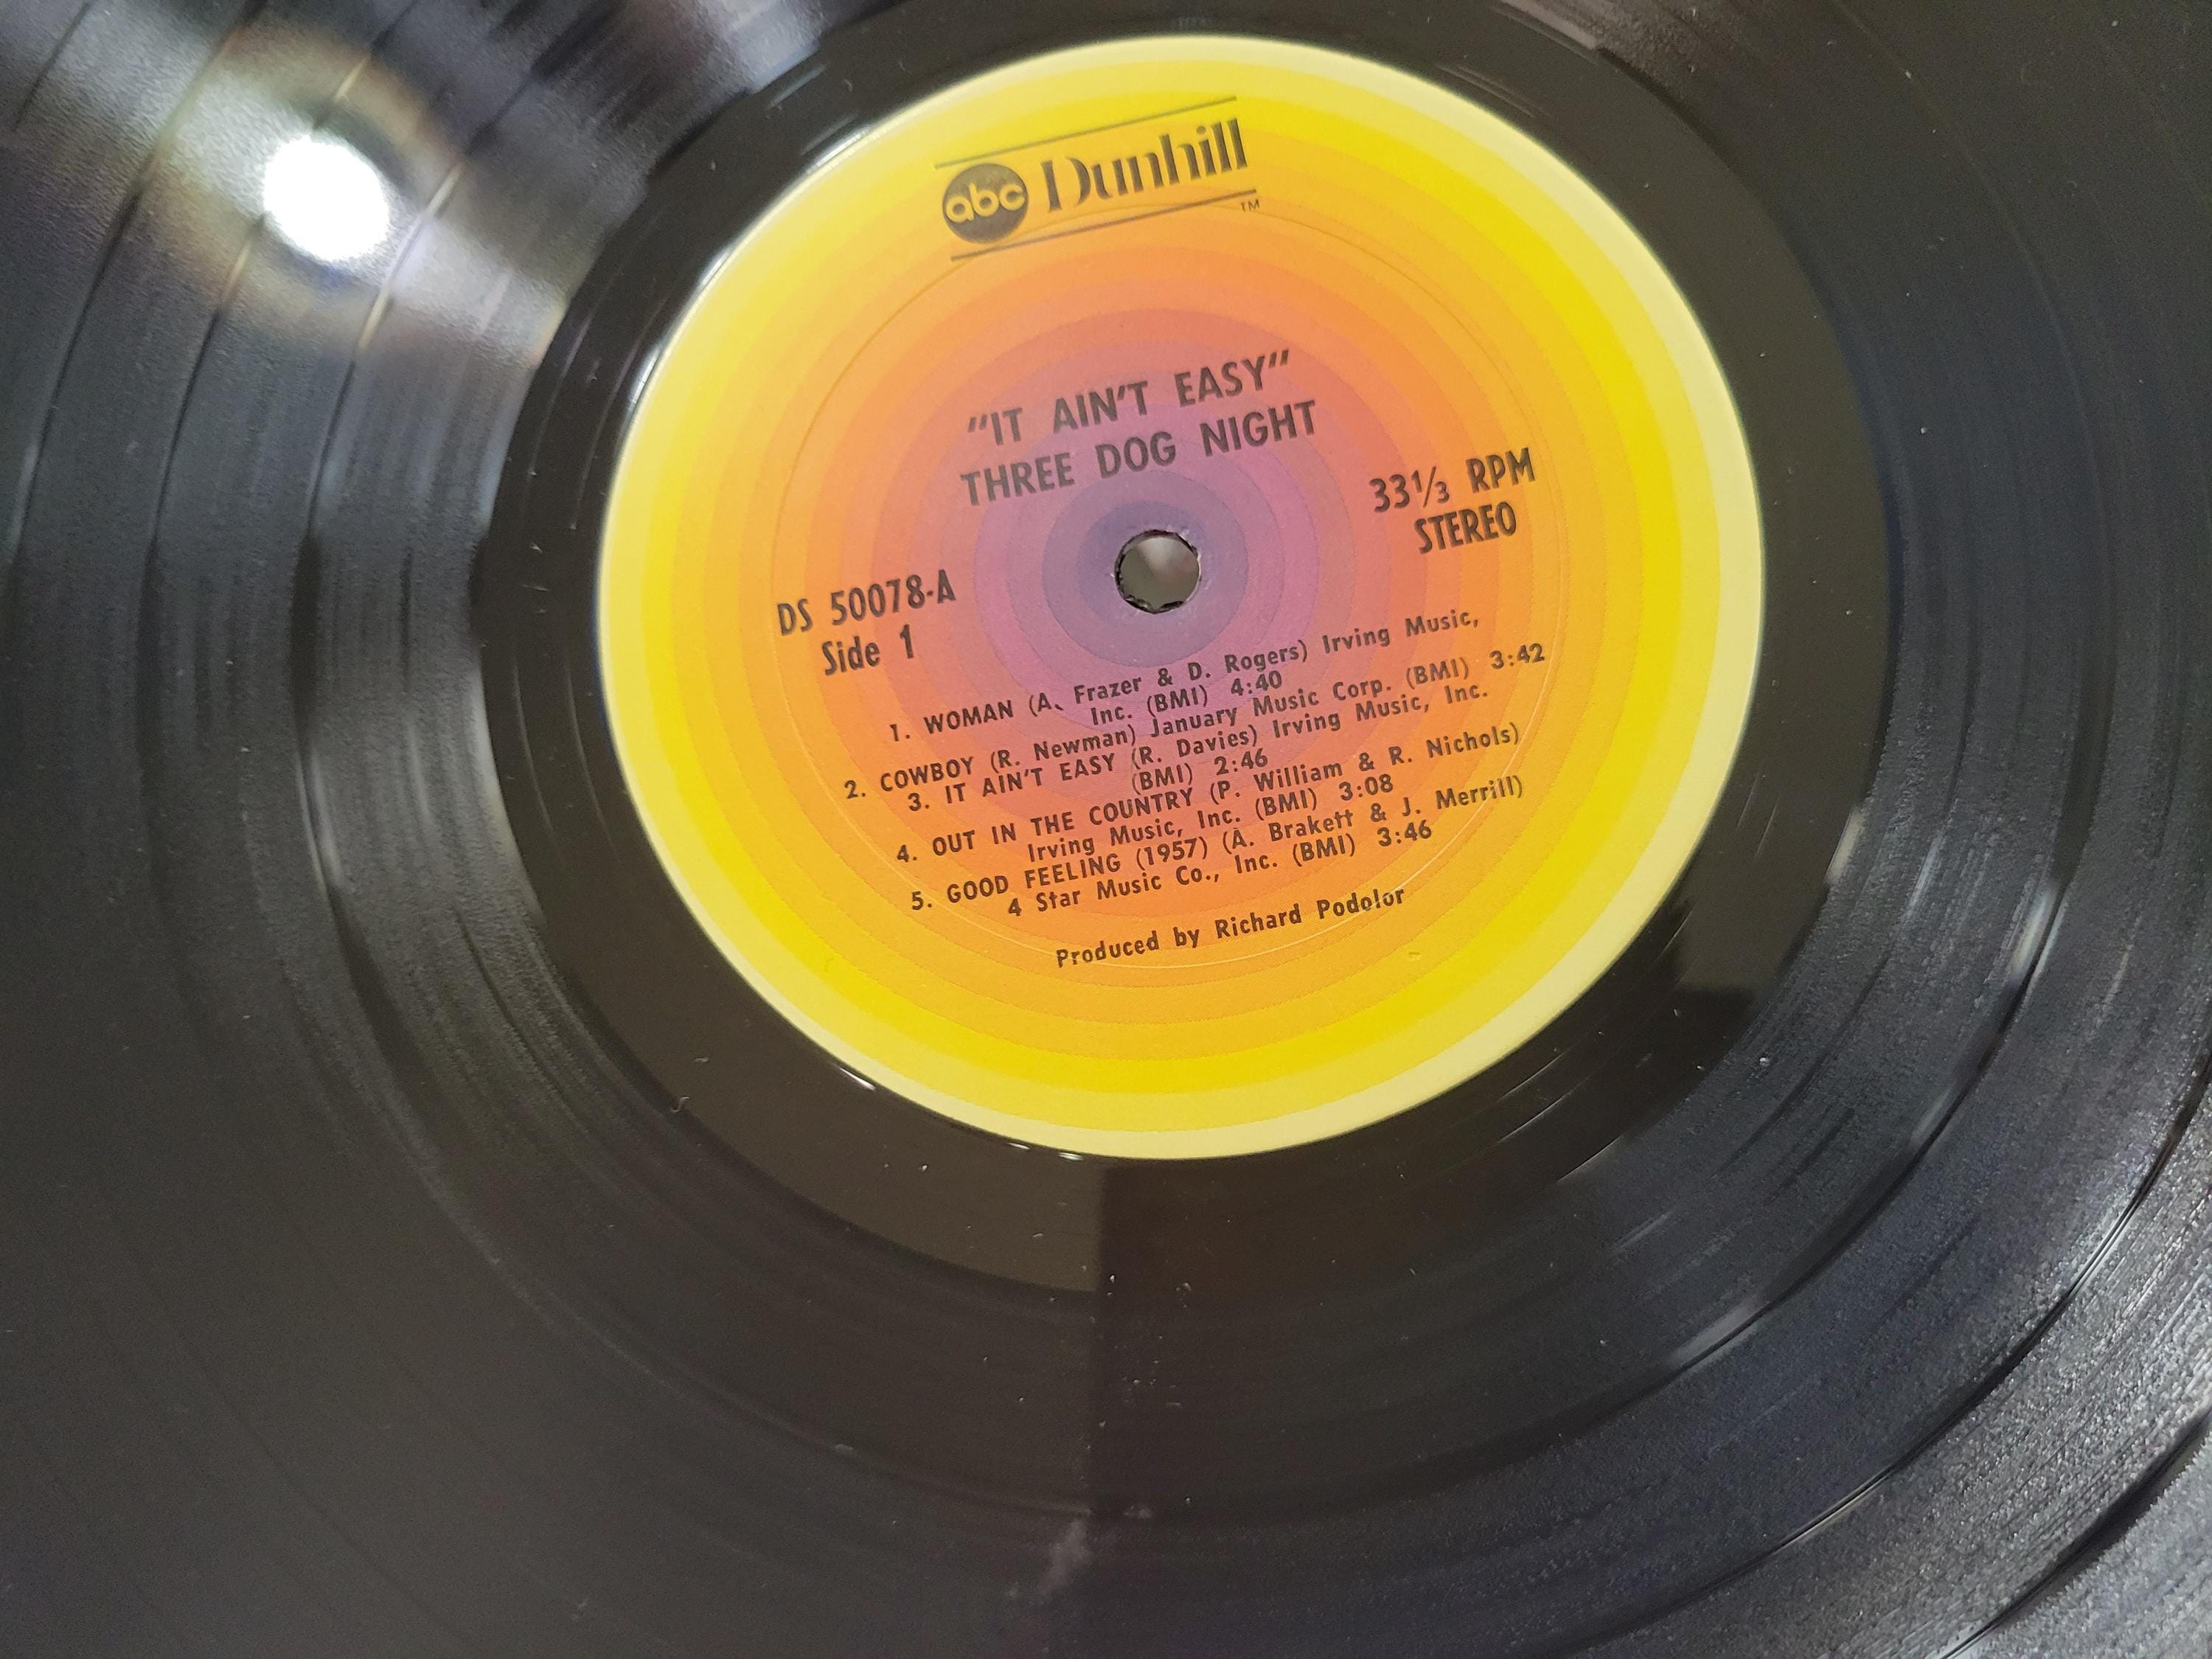 abc Dunhill
TM
"IT AIN'T EASY"
THREE DOG NIGHT
33⅓ RPM
STEREO
DS 50078-A
Side 1
1. WOMAN (A. Frazer & D. Rogers) Irving Music,
Inc. (BMI) 4:40
2. COWBOY (R. Newman) January Music Corp. (BMI) 3:42
3. IT AIN'T EASY (R. Davies) Irving Music, Inc.
(BMI) 2:46
4. OUT IN THE COUNTRY (P. William & R. Nichols)
Irving Music, Inc. (BMI) 3:08
5. GOOD FEELING (1957) (A. Brakett & J. Merrill)
4 Star Music Co., Inc. (BMI) 3:46
Produced by Richard Podolor